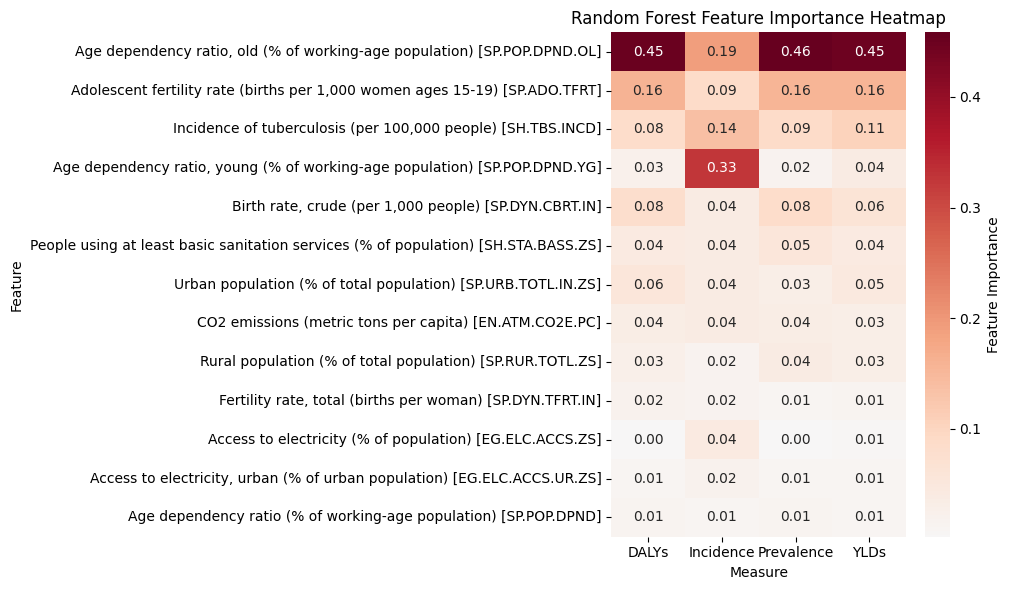 Random Forest Feature Importance Heatmap
Age dependency ratio, old (% of working-age population) [SP.POP.DPND.OL] 0.45 0.19 0.46 0.45
Adolescent fertility rate (births per 1,000 women ages 15-19) [SP.ADO.TFRT] 0.16 0.09 0.16 0.16
Incidence of tuberculosis (per 100,000 people) [SH.TBS.INCD] 0.08 0.14 0.09 0.11
Age dependency ratio, young (% of working-age population) [SP.POP.DPND.YG] 0.03 0.33 0.02 0.04
Birth rate, crude (per 1,000 people) [SP.DYN.CBRT.IN] 0.08 0.04 0.08 0.06
People using at least basic sanitation services (% of population) [SH.STA.BASS.ZS] 0.04 0.04 0.05 0.04
Urban population (% of total population) [SP.URB.TOTL.IN.ZS] 0.06 0.04 0.03 0.05
CO2 emissions (metric tons per capita) [EN.ATM.CO2E.PC] 0.04 0.04 0.04 0.03
Rural population (% of total population) [SP.RUR.TOTL.ZS] 0.03 0.02 0.04 0.03
Fertility rate, total (births per woman) [SP.DYN.TFRT.IN] 0.02 0.02 0.01 0.01
Access to electricity (% of population) [EG.ELC.ACCS.ZS] 0.00 0.04 0.00 0.01
Access to electricity, urban (% of urban population) [EG.ELC.ACCS.UR.ZS] 0.01 0.02 0.01 0.01
Age dependency ratio (% of working-age population) [SP.POP.DPND] 0.01 0.01 0.01 0.01
DALYs Incidence Prevalence YLDs
Measure
Feature
0.4
0.3
0.2
0.1
Feature Importance